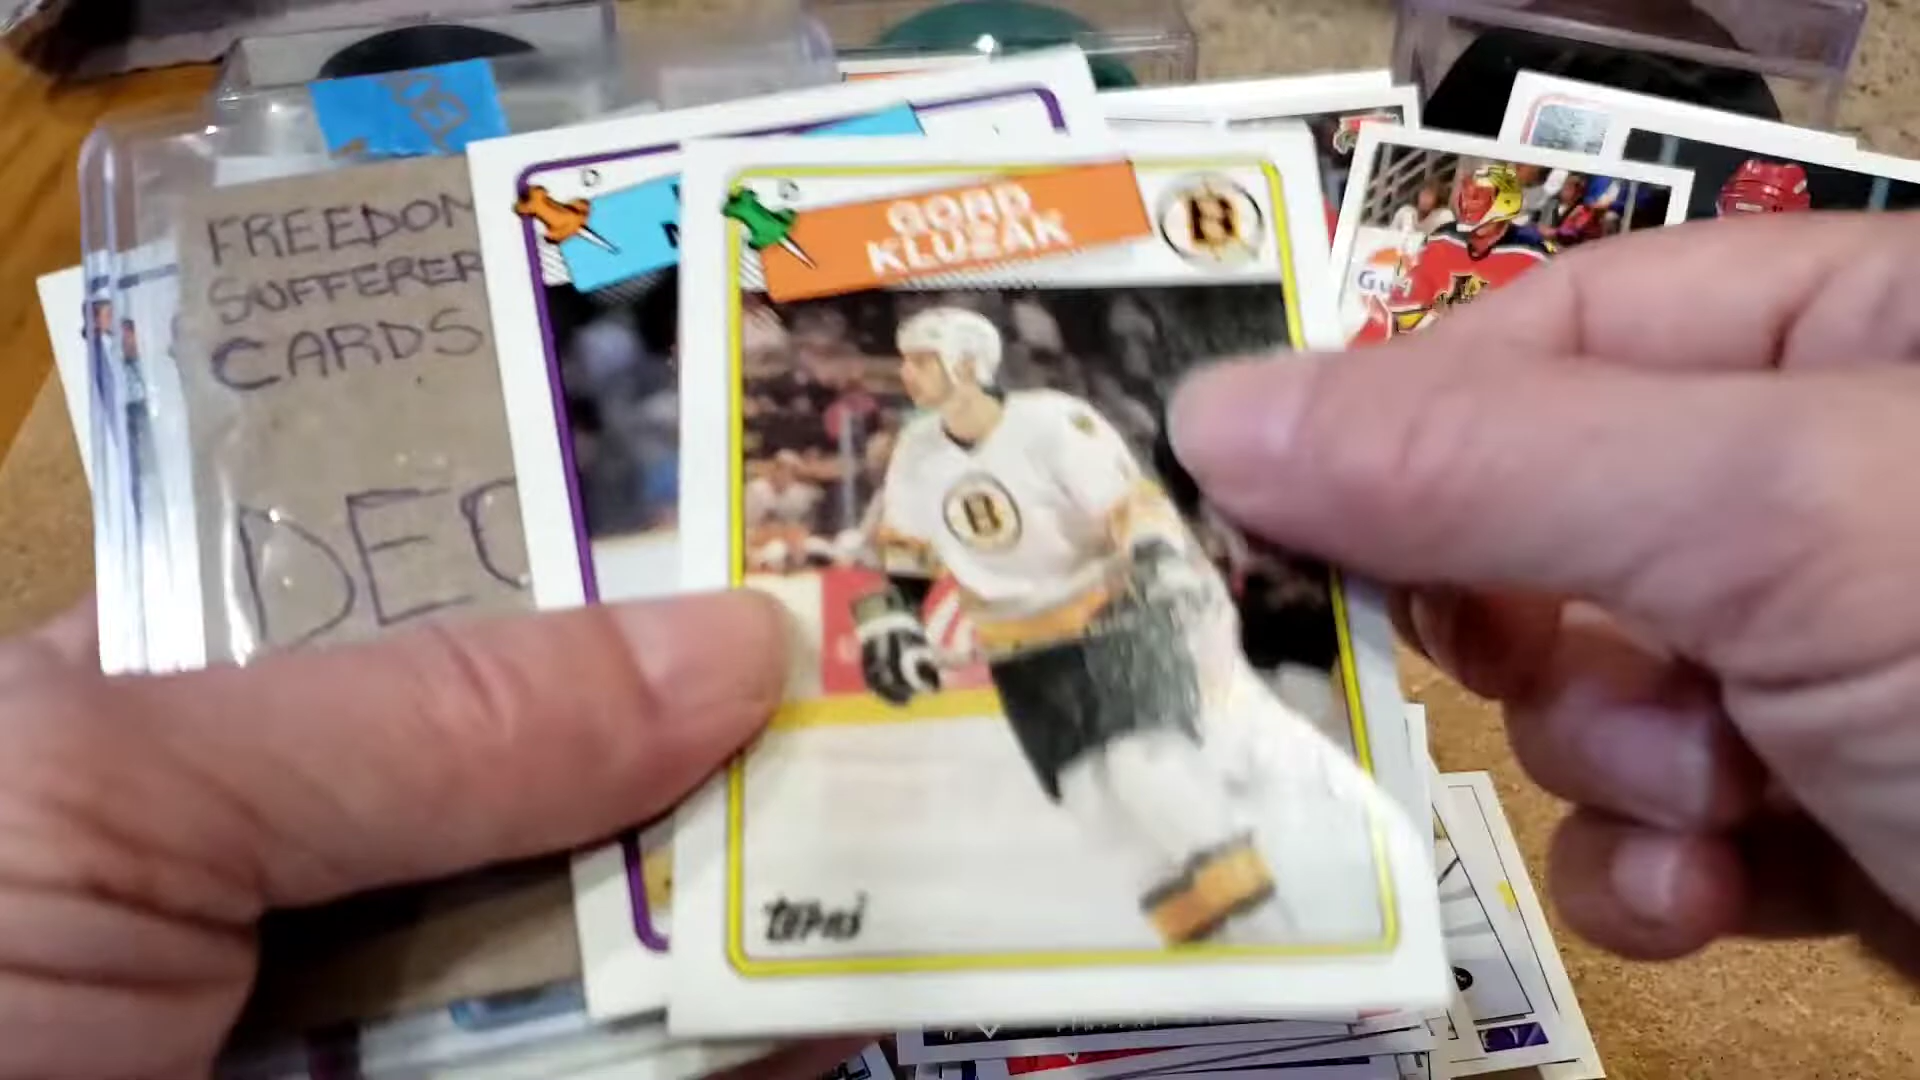 FREEDOM
SUFFERER
CARDS
DEC
GORD
KLUZAK
B
B
topps